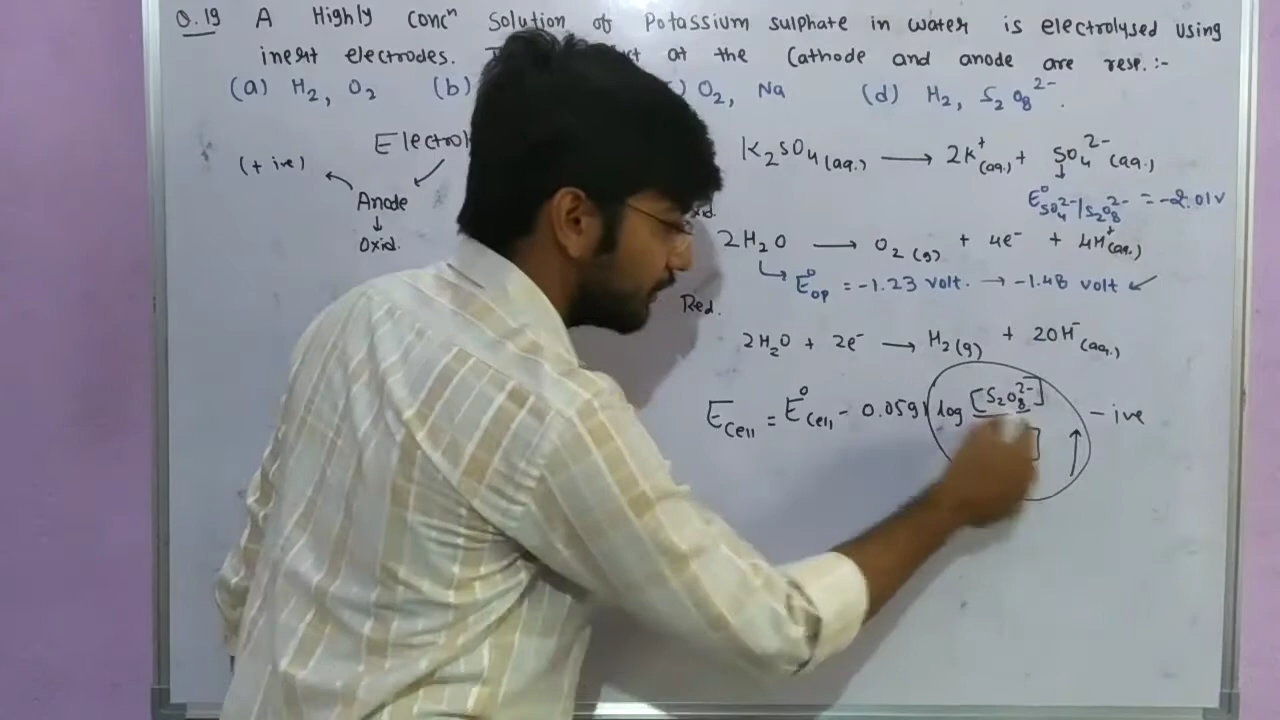 Q.19 A Highly concⁿ Solution of Potassium sulphate in water is electrolysed using
inert electrodes. at the Cathode and anode are resp. :-
(a) H₂, O₂ (b) ) O₂, Na (d) H₂, S₂O₈²⁻.
Electrol
(+ive)
Anode
↓
Oxid.
K₂SO₄(aq.) ⟶ 2K⁺(aq.) + SO₄²⁻(aq.)
E°SO₄²⁻/S₂O₈²⁻ = -2.01V
2H₂O ⟶ O₂(g) + 4e⁻ + 4H⁺(aq.)
E°op = -1.23 volt. → -1.48 volt ✓
Red.
2H₂O + 2e⁻ ⟶ H₂(g) + 2OH⁻(aq.)
E Cell = E° Cell - 0.0591 log [S₂O₈²⁻] ↑ -ive